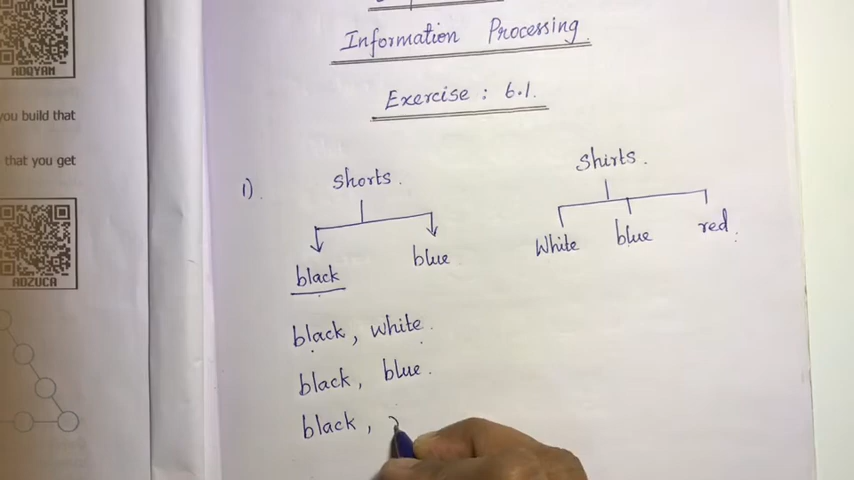 Information Processing
Exercise : 6.1.
ADQYAM
you build that
that you get
ADZUCA
1). Shorts. Shirts.
black blue White blue red.
black, white.
black, blue.
black,